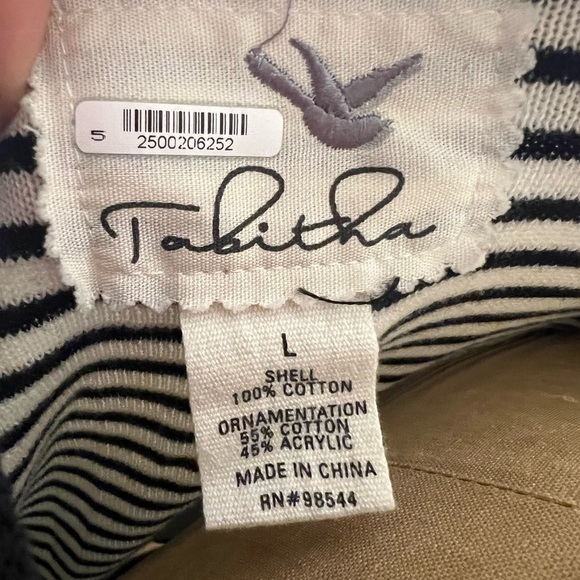 5
2500206252
Tabitha
L
SHELL
100% COTTON
ORNAMENTATION
55% COTTON
45% ACRYLIC
MADE IN CHINA
RN#98544